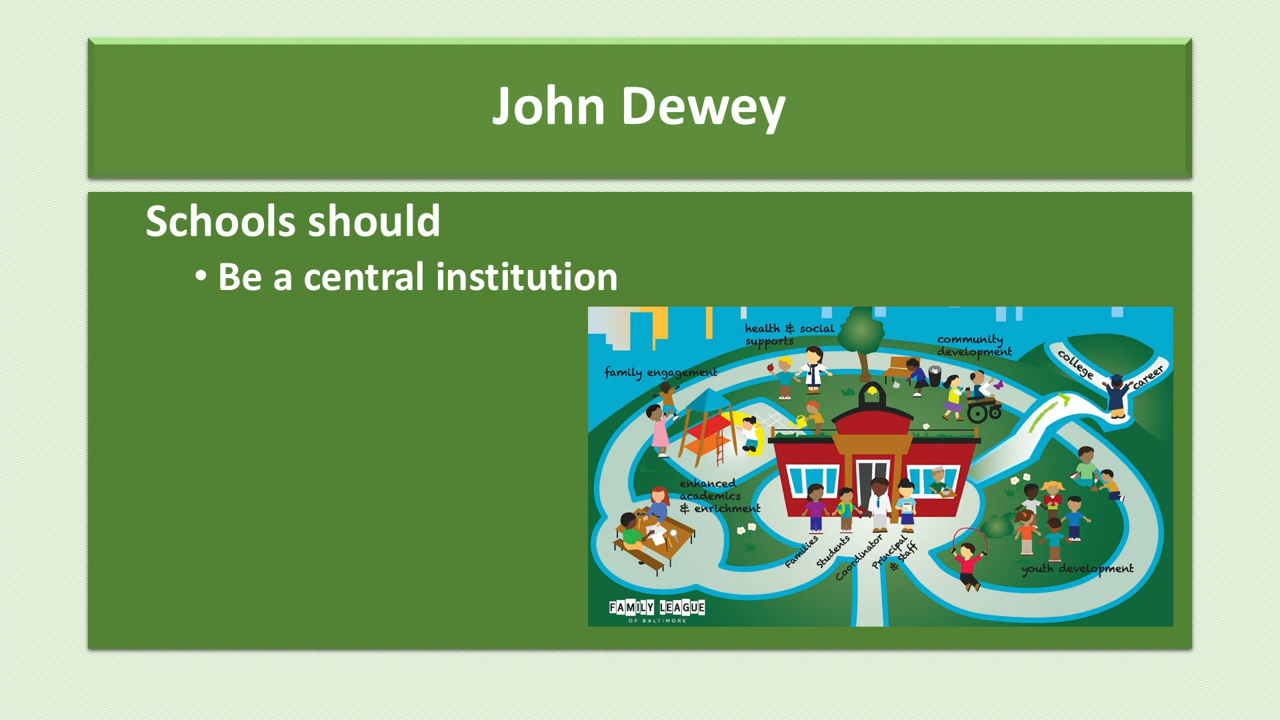 John Dewey
Schools should
• Be a central institution
health & social
supports
community
development
family engagement
college
career
enhanced
academics
& enrichment
Families
Students
Coordinator
Principal
& Staff
youth development
FAMILY LEAGUE
OF BALTIMORE